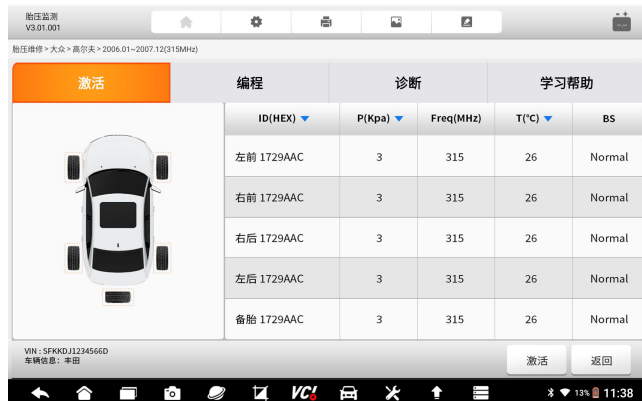 胎压监测
V3.01.001
胎压维修 > 大众 > 高尔夫 > 2006.01~2007.12(315MHz)
激活 编程 诊断 学习帮助
ID(HEX) P(Kpa) Freq(MHz) T(℃) BS
左前 1729AAC 3 315 26 Normal
右前 1729AAC 3 315 26 Normal
右后 1729AAC 3 315 26 Normal
左后 1729AAC 3 315 26 Normal
备胎 1729AAC 3 315 26 Normal
VIN : SFKKDJ1234566D
车辆信息：丰田
激活 返回
VCI 13% 11:38